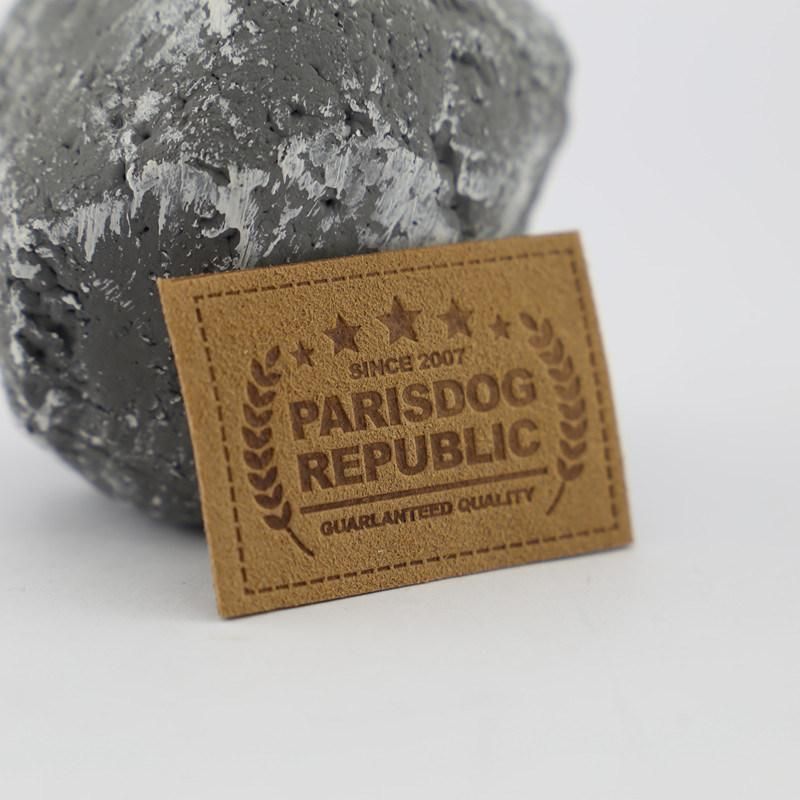 SINCE 2007
PARISDOG
REPUBLIC
GUARLANTEED QUALITY